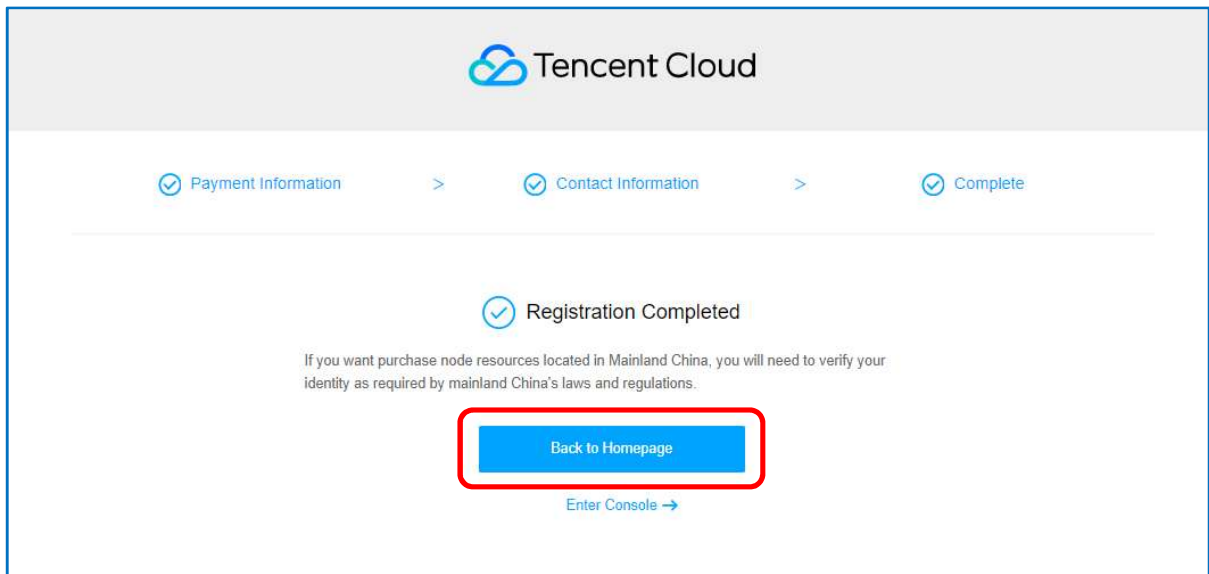 Tencent Cloud
Payment Information > Contact Information > Complete
Registration Completed
If you want purchase node resources located in Mainland China, you will need to verify your
identity as required by mainland China's laws and regulations.
Back to Homepage
Enter Console →